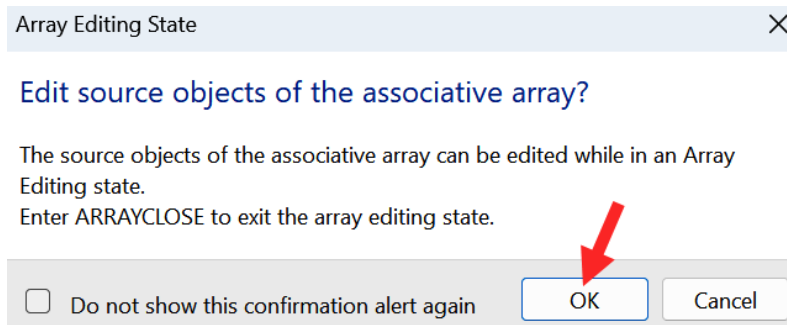 Array Editing State
Edit source objects of the associative array?
The source objects of the associative array can be edited while in an Array
Editing state.
Enter ARRAYCLOSE to exit the array editing state.
Do not show this confirmation alert again
OK
Cancel